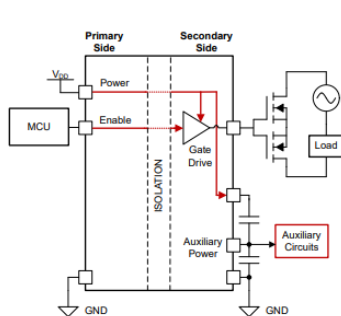 Primary
Side
Secondary
Side
VDD
Power
Enable
MCU
Gate
Drive
Load
ISOLATION
Auxiliary
Power
Auxiliary
Circuits
GND
GND